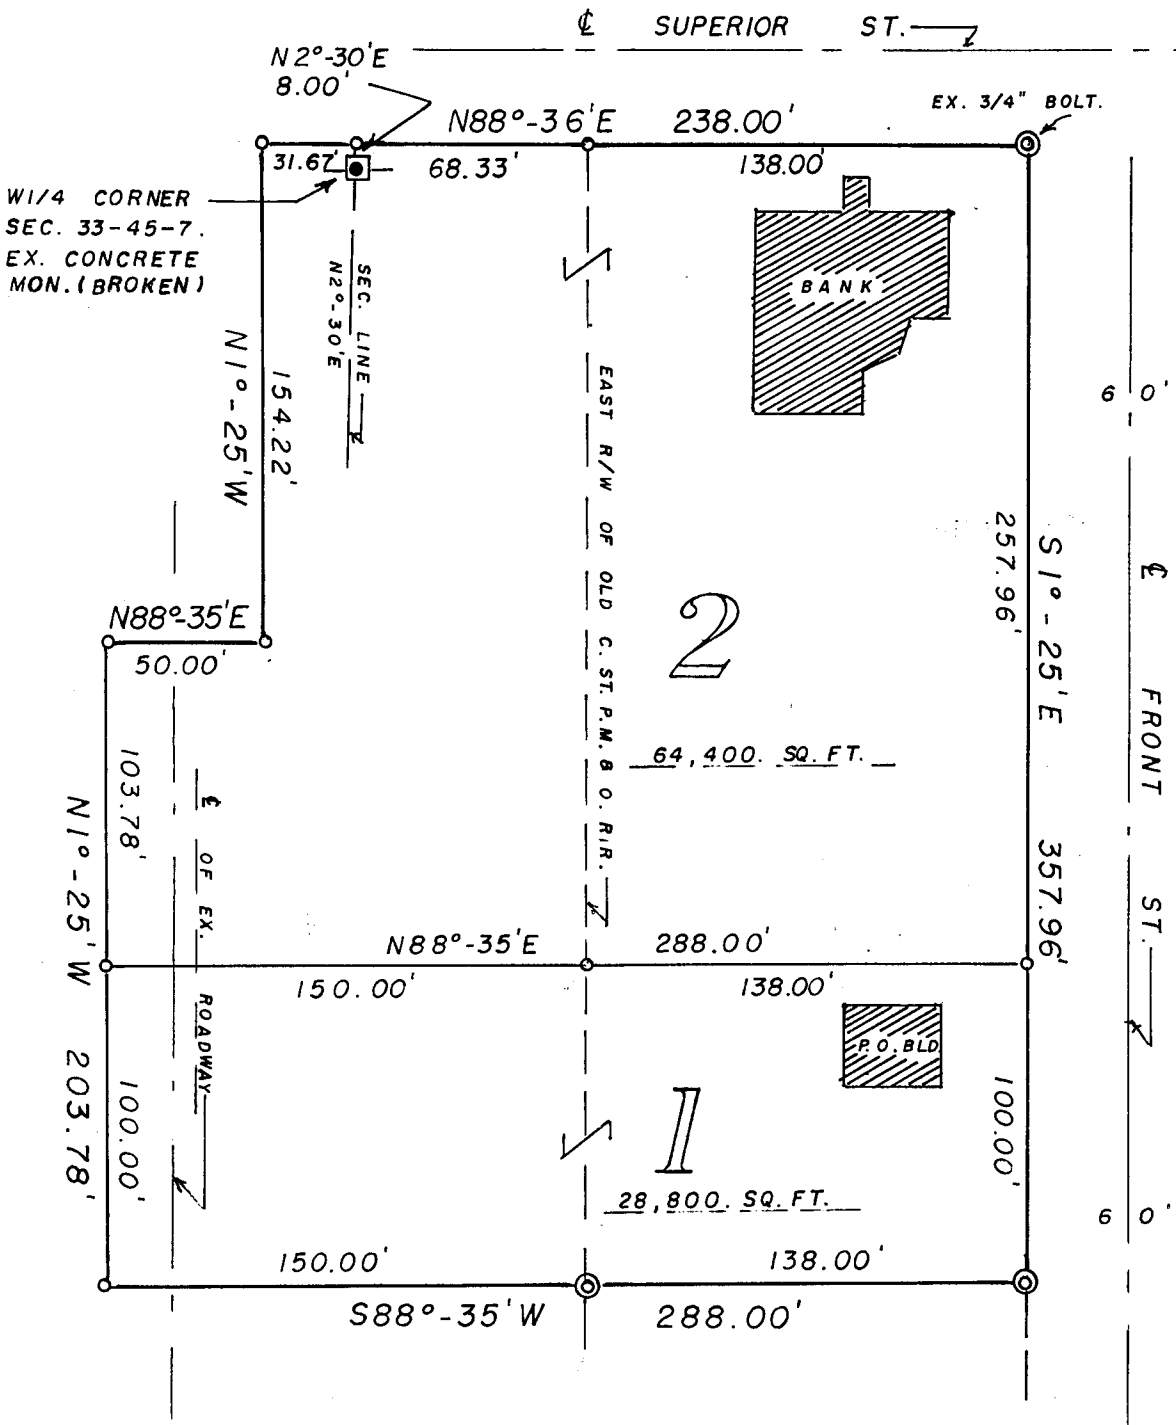 ℄ SUPERIOR ST.
N2°-30'E
8.00'
EX. 3/4" BOLT.
N88°-36'E 238.00'
31.67'
68.33'
138.00'
W1/4 CORNER
SEC. 33-45-7.
EX. CONCRETE
MON. (BROKEN)
SEC. LINE
N2°-30'E
BANK
N1°-25'W
154.22'
EAST R/W OF OLD C. ST. P. M. & O. R.R.
6 0'
257.96'
S1°-25'E 357.96'
℄ FRONT ST.
N88°-35'E
50.00'
2
64,400. SQ. FT.
103.78'
N1°-25'W 203.78'
℄ OF EX. ROADWAY
N88°-35'E 288.00'
150.00'
138.00'
P.O. BLD.
100.00'
100.00'
1
28,800. SQ. FT.
6 0'
150.00'
138.00'
S88°-35'W 288.00'